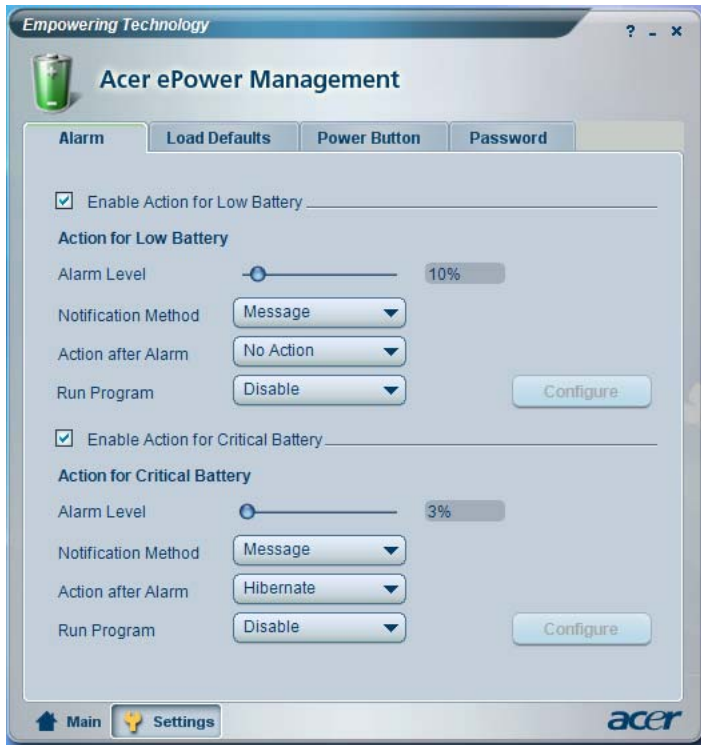 Empowering Technology
? - x
Acer ePower Management
Alarm Load Defaults Power Button Password
Enable Action for Low Battery
Action for Low Battery
Alarm Level 10%
Notification Method Message
Action after Alarm No Action
Run Program Disable Configure
Enable Action for Critical Battery
Action for Critical Battery
Alarm Level 3%
Notification Method Message
Action after Alarm Hibernate
Run Program Disable Configure
Main Settings acer